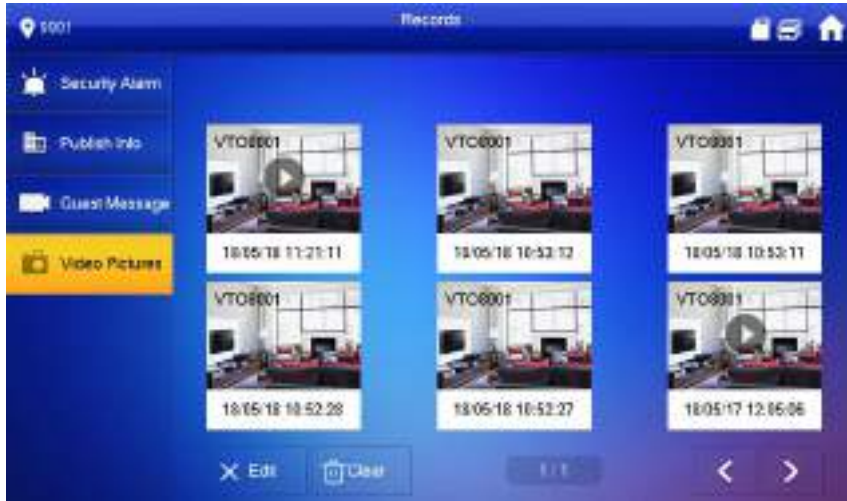 9001
Records
Security Alarm
Publish Info
Guest Message
Video Pictures
VTO8001
VTO8001
VTO8001
18/05/18 11:21:11
18/05/18 10:53:12
18/05/18 10:53:11
VTO8001
VTO8001
VTO8001
18/05/18 10:52:28
18/05/18 10:52:27
18/05/17 12:05:06
Edit
Clear
1/1